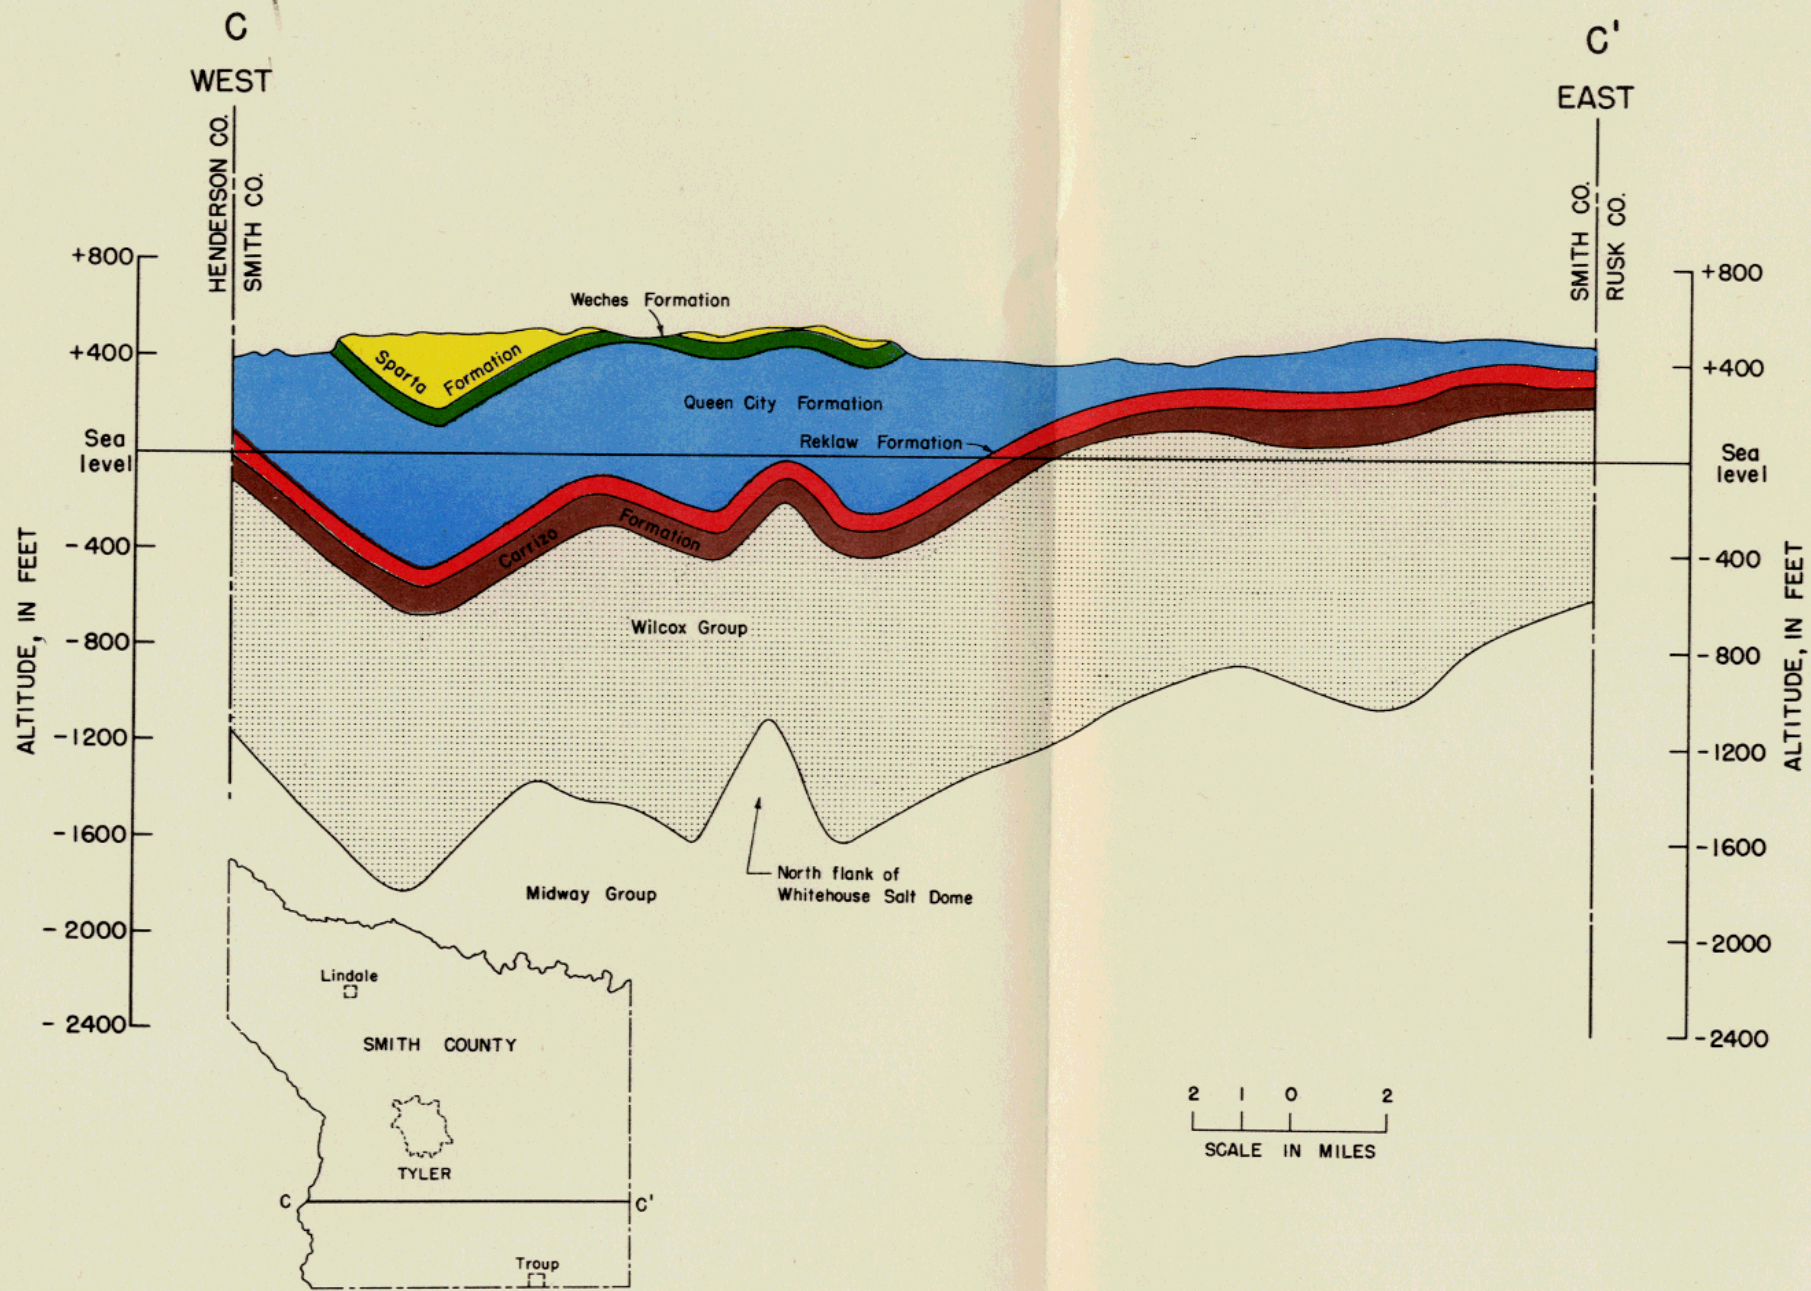 C
WEST
C'
EAST
HENDERSON CO.
SMITH CO.
SMITH CO.
RUSK CO.
+800
+400
Sea
level
-400
-800
-1200
-1600
-2000
-2400
ALTITUDE, IN FEET
+800
+400
Sea
level
-400
-800
-1200
-1600
-2000
-2400
ALTITUDE, IN FEET
Weches Formation
Sparta Formation
Queen City Formation
Reklaw Formation
Carrizo Formation
Wilcox Group
North flank of
Whitehouse Salt Dome
Midway Group
Lindale
SMITH COUNTY
TYLER
C
C'
Troup
2 1 0 2
SCALE IN MILES